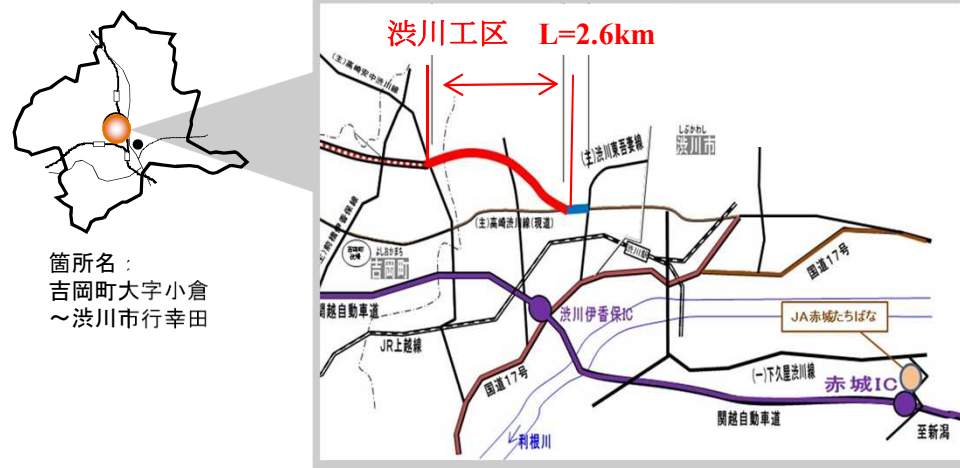 渋川工区 L=2.6km
(主)高崎安中渋川線
(主)渋川東吾妻線
しぶかわし
渋川市
(主)前橋伊香保線
(主)高崎渋川線(現道)
吉岡町
役場
よしおかまち
吉岡町
渋川駅
国道17号
箇所名:
吉岡町大字小倉
~渋川市行幸田
関越自動車道
渋川伊香保IC
JA赤城たちばな
JR上越線
国道17号
(一)下久屋渋川線
赤城IC
関越自動車道
至新潟
利根川